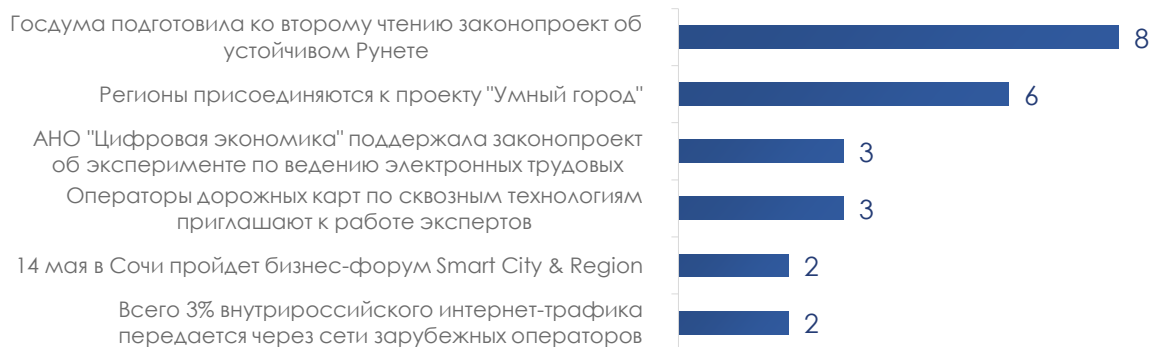 Госдума подготовила ко второму чтению законопроект об
устойчивом Рунете
8
Регионы присоединяются к проекту "Умный город"
6
АНО "Цифровая экономика" поддержала законопроект
об эксперименте по ведению электронных трудовых
3
Операторы дорожных карт по сквозным технологиям
приглашают к работе экспертов
3
14 мая в Сочи пройдет бизнес-форум Smart City & Region
2
Всего 3% внутрироссийского интернет-трафика
передается через сети зарубежных операторов
2